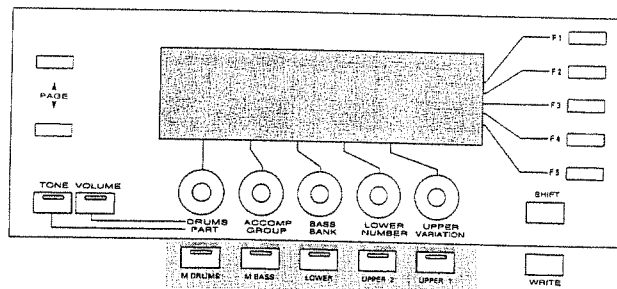 F1
F2
PAGE
F3
F4
F5
TONE VOLUME
SHIFT
DRUMS ACCOMP BASS LOWER UPPER
PART GROUP BANK NUMBER VARIATION
M DRUMS M BASS LOWER UPPER 2 UPPER 1
WRITE